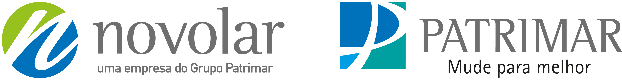 novolar
uma empresa do Grupo Patrimar
PATRIMAR
Mude para melhor